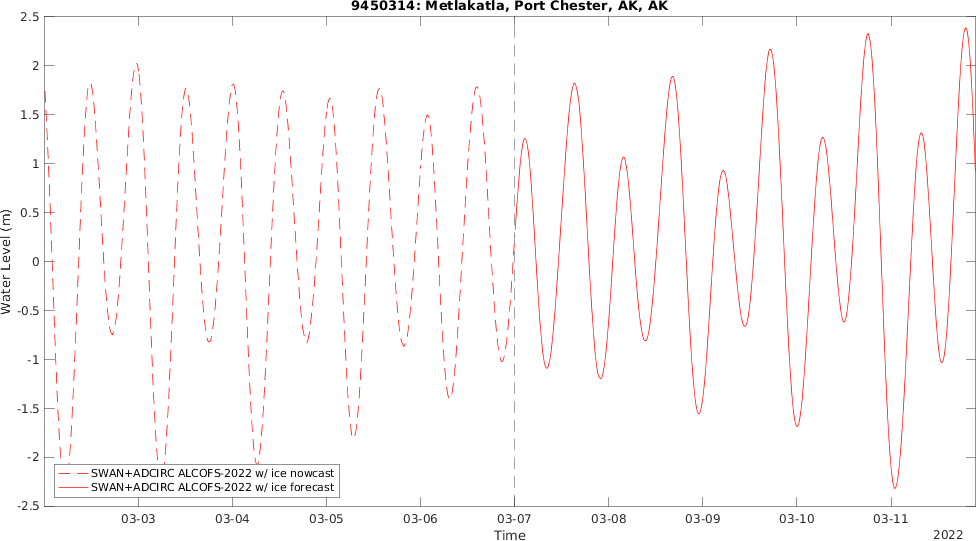 9450314: Metlakatla, Port Chester, AK, AK
2.5
2
1.5
1
0.5
0
-0.5
-1
-1.5
-2
-2.5
Water Level (m)
SWAN+ADCIRC ALCOFS-2022 w/ ice nowcast
SWAN+ADCIRC ALCOFS-2022 w/ ice forecast
03-03 03-04 03-05 03-06 03-07 03-08 03-09 03-10 03-11
Time
2022